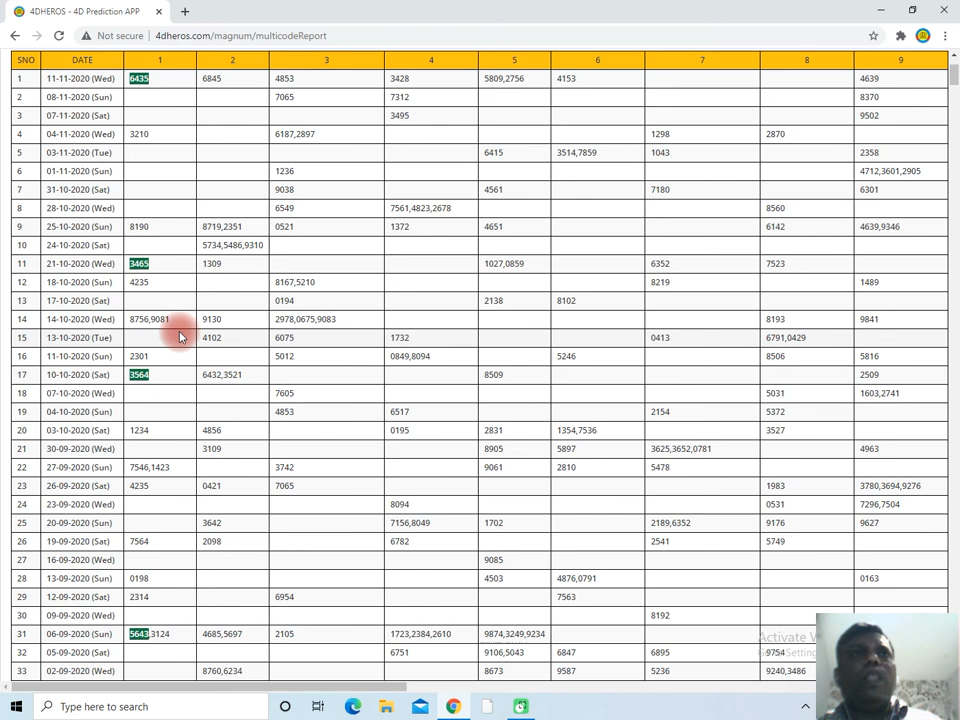 4DHEROS - 4D Prediction APP
Not secure | 4dheros.com/magnum/multicodeReport
SNO DATE 1 2 3 4 5 6 7 8 9
1 11-11-2020 (Wed) 6435 6845 4853 3428 5809,2756 4153 4639
2 08-11-2020 (Sun) 7065 7312 8370
3 07-11-2020 (Sat) 3495 9502
4 04-11-2020 (Wed) 3210 6187,2897 1298 2870
5 03-11-2020 (Tue) 6415 3514,7859 1043 2358
6 01-11-2020 (Sun) 1236 4712,3601,2905
7 31-10-2020 (Sat) 9038 4561 7180 6301
8 28-10-2020 (Wed) 6549 7561,4823,2678 8560
9 25-10-2020 (Sun) 8190 8719,2351 0521 1372 4651 6142 4639,9346
10 24-10-2020 (Sat) 5734,5486,9310
11 21-10-2020 (Wed) 3465 1309 1027,0859 6352 7523
12 18-10-2020 (Sun) 4235 8167,5210 8219 1489
13 17-10-2020 (Sat) 0194 2138 8102
14 14-10-2020 (Wed) 8756,9081 9130 2978,0675,9083 8193 9841
15 13-10-2020 (Tue) 4102 6075 1732 0413 6791,0429
16 11-10-2020 (Sun) 2301 5012 0849,8094 5246 8506 5816
17 10-10-2020 (Sat) 3564 6432,3521 8509 2509
18 07-10-2020 (Wed) 7605 5031 1603,2741
19 04-10-2020 (Sun) 4853 6517 2154 5372
20 03-10-2020 (Sat) 1234 4856 0195 2831 1354,7536 3527
21 30-09-2020 (Wed) 3109 8905 5897 3625,3652,0781 4963
22 27-09-2020 (Sun) 7546,1423 3742 9061 2810 5478
23 26-09-2020 (Sat) 4235 0421 7065 1983 3780,3694,9276
24 23-09-2020 (Wed) 8094 0531 7296,7504
25 20-09-2020 (Sun) 3642 7156,8049 1702 2189,6352 9176 9627
26 19-09-2020 (Sat) 7564 2098 6782 2541 5749
27 16-09-2020 (Wed) 9085
28 13-09-2020 (Sun) 0198 4503 4876,0791 0163
29 12-09-2020 (Sat) 2314 6954 7563
30 09-09-2020 (Wed) 8192
31 06-09-2020 (Sun) 5643,3124 4685,5697 2105 1723,2384,2610 9874,3249,9234
32 05-09-2020 (Sat) 6751 9106,5043 6847 6895 9754
33 02-09-2020 (Wed) 8760,6234 8673 9587 5236 9240,3486
Activate
Type here to search